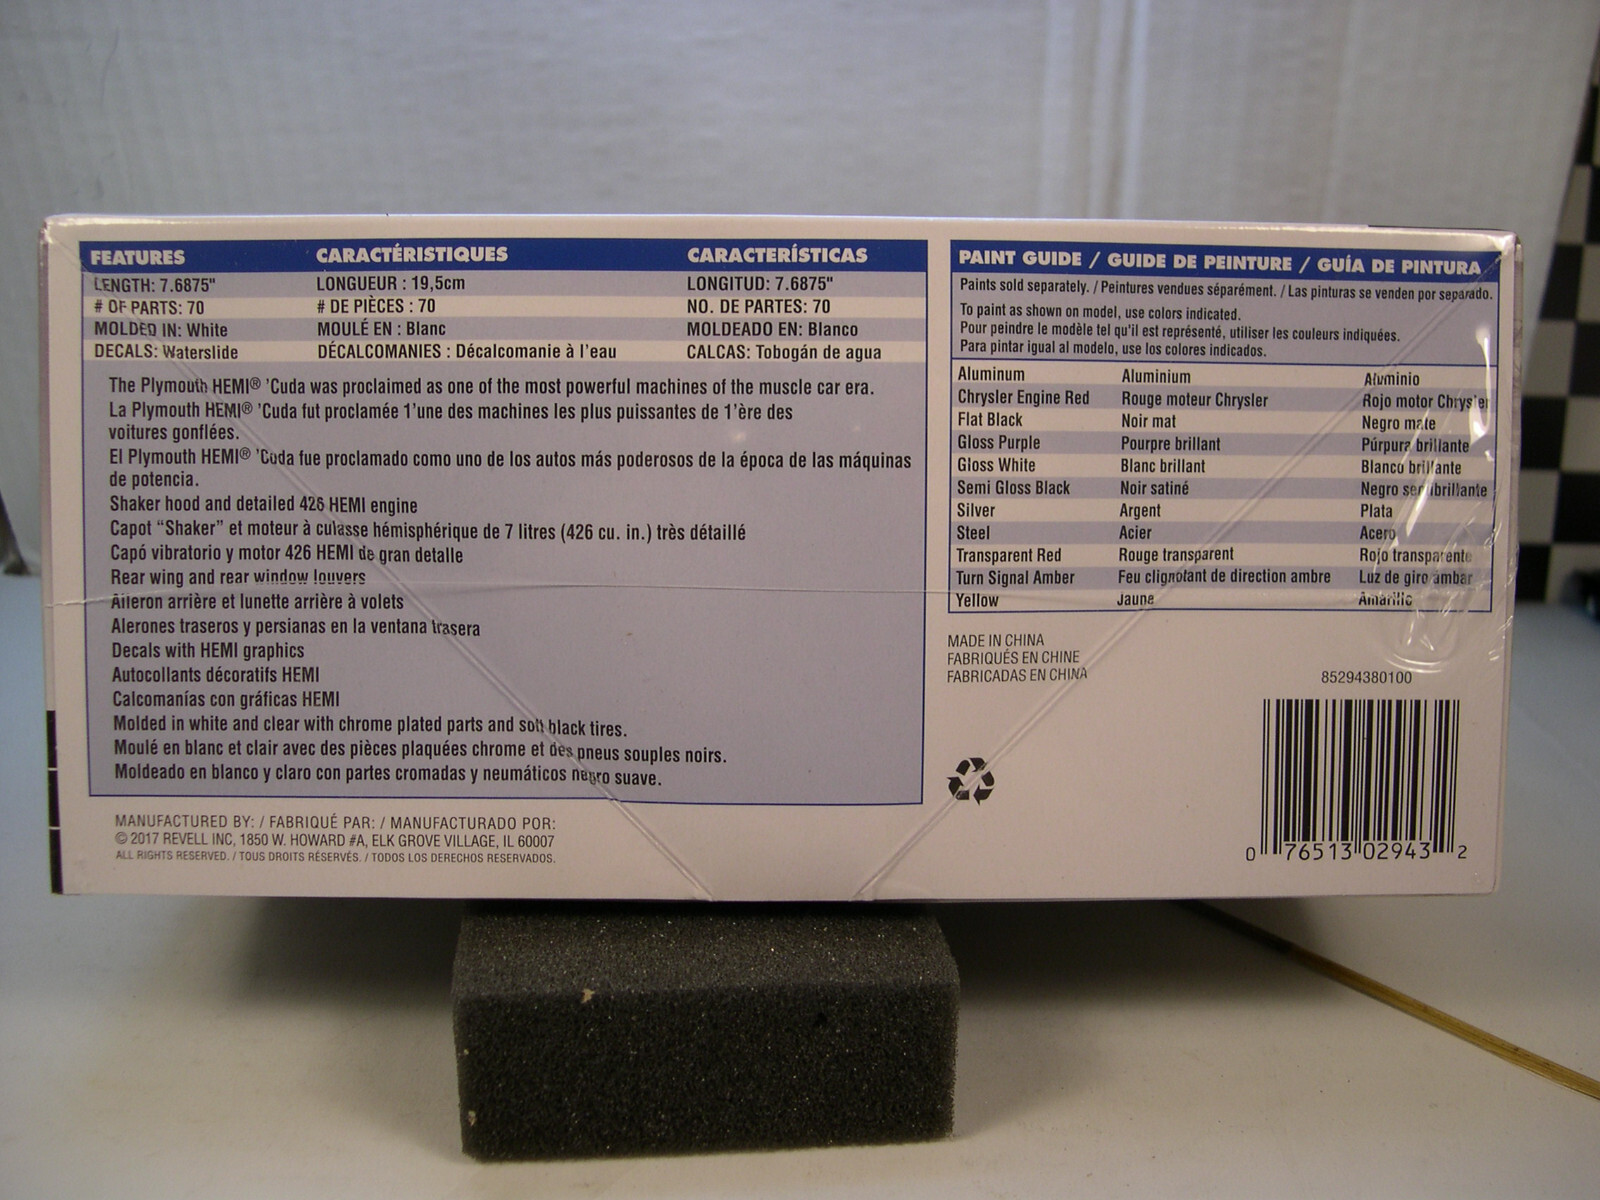 FEATURES CARACTÉRISTIQUES CARACTERÍSTICAS
LENGTH: 7.6875" LONGUEUR : 19,5cm LONGITUD: 7.6875"
# OF PARTS: 70 # DE PIÈCES : 70 NO. DE PARTES: 70
MOLDED IN: White MOULÉ EN : Blanc MOLDEADO EN: Blanco
DECALS: Waterslide DÉCALCOMANIES : Décalcomanie à l'eau CALCAS: Tobogán de agua
The Plymouth HEMI® 'Cuda was proclaimed as one of the most powerful machines of the muscle car era.
La Plymouth HEMI® 'Cuda fut proclamée 1'une des machines les plus puissantes de 1'ère des
voitures gonflées.
El Plymouth HEMI® 'Cuda fue proclamado como uno de los autos más poderosos de la época de las máquinas
de potencia.
Shaker hood and detailed 426 HEMI engine
Capot “Shaker” et moteur à culasse hémisphérique de 7 litres (426 cu. in.) très détaillé
Capó vibratorio y motor 426 HEMI de gran detalle
Rear wing and rear window louvers
Aileron arrière et lunette arrière à volets
Alerones traseros y persianas en la ventana trasera
Decals with HEMI graphics
Autocollants décoratifs HEMI
Calcomanías con gráficas HEMI
Molded in white and clear with chrome plated parts and soft black tires.
Moulé en blanc et clair avec des pièces plaquées chrome et des pneus souples noirs.
Moldeado en blanco y claro con partes cromadas y neumáticos negro suave.
MANUFACTURED BY: / FABRIQUÉ PAR: / MANUFACTURADO POR:
© 2017 REVELL INC, 1850 W. HOWARD #A, ELK GROVE VILLAGE, IL 60007
ALL RIGHTS RESERVED. / TOUS DROITS RÉSERVÉS. / TODOS LOS DERECHOS RESERVADOS.
PAINT GUIDE / GUIDE DE PEINTURE / GUÍA DE PINTURA
Paints sold separately. / Peintures vendues séparément. / Las pinturas se venden por separado.
To paint as shown on model, use colors indicated.
Pour peindre le modèle tel qu'il est représenté, utiliser les couleurs indiquées.
Para pintar igual al modelo, use los colores indicados.
Aluminum Aluminium Aluminio
Chrysler Engine Red Rouge moteur Chrysler Rojo motor Chrysler
Flat Black Noir mat Negro mate
Gloss Purple Pourpre brillant Púrpura brillante
Gloss White Blanc brillant Blanco brillante
Semi Gloss Black Noir satiné Negro semibrillante
Silver Argent Plata
Steel Acier Acero
Transparent Red Rouge transparent Rojo transparente
Turn Signal Amber Feu clignotant de direction ambre Luz de giro ámbar
Yellow Jaune Amarillo
MADE IN CHINA
FABRIQUÉS EN CHINE
FABRICADAS EN CHINA
85294380100
0 76513 02943 2